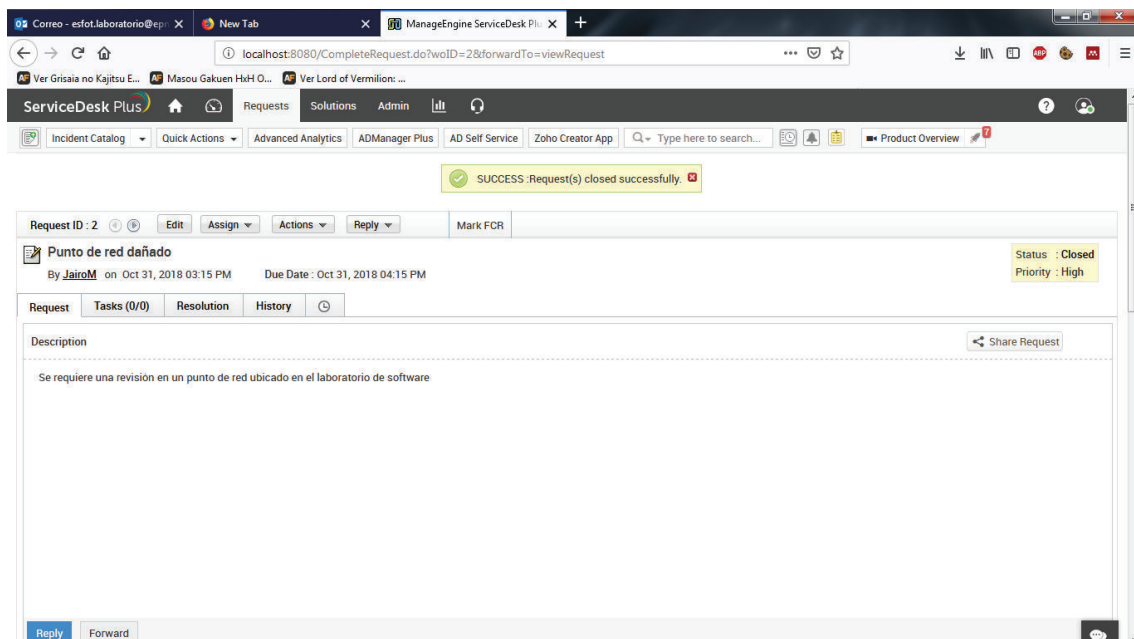 Correo - esfot.laboratorio@epn New Tab ManageEngine ServiceDesk Plu
localhost:8080/CompleteRequest.do?woID=2&forwardTo=viewRequest
Ver Grisaia no Kajitsu E... Masou Gakuen HxH O... Ver Lord of Vermilion: ...
ServiceDesk Plus Requests Solutions Admin
Incident Catalog Quick Actions Advanced Analytics ADManager Plus AD Self Service Zoho Creator App Type here to search... Product Overview 7
SUCCESS :Request(s) closed successfully.
Request ID : 2 Edit Assign Actions Reply Mark FCR
Punto de red dañado
Status : Closed
By JairoM on Oct 31, 2018 03:15 PM Due Date : Oct 31, 2018 04:15 PM
Priority : High
Request Tasks (0/0) Resolution History
Description Share Request
Se requiere una revisión en un punto de red ubicado en el laboratorio de software
Reply Forward